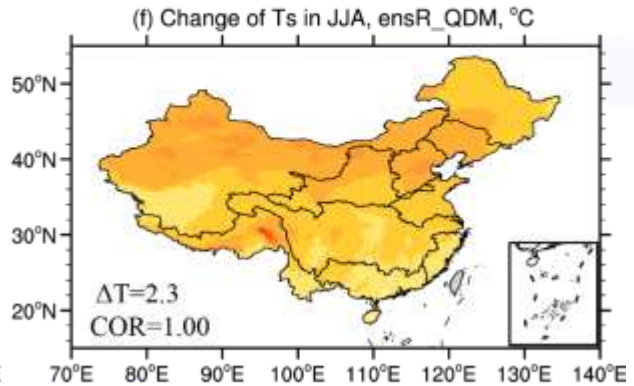 (f) Change of Ts in JJA, ensR_QDM, °C
50°N
40°N
30°N
20°N
ΔT=2.3
COR=1.00
E 70°E 80°E 90°E 100°E 110°E 120°E 130°E 140°E